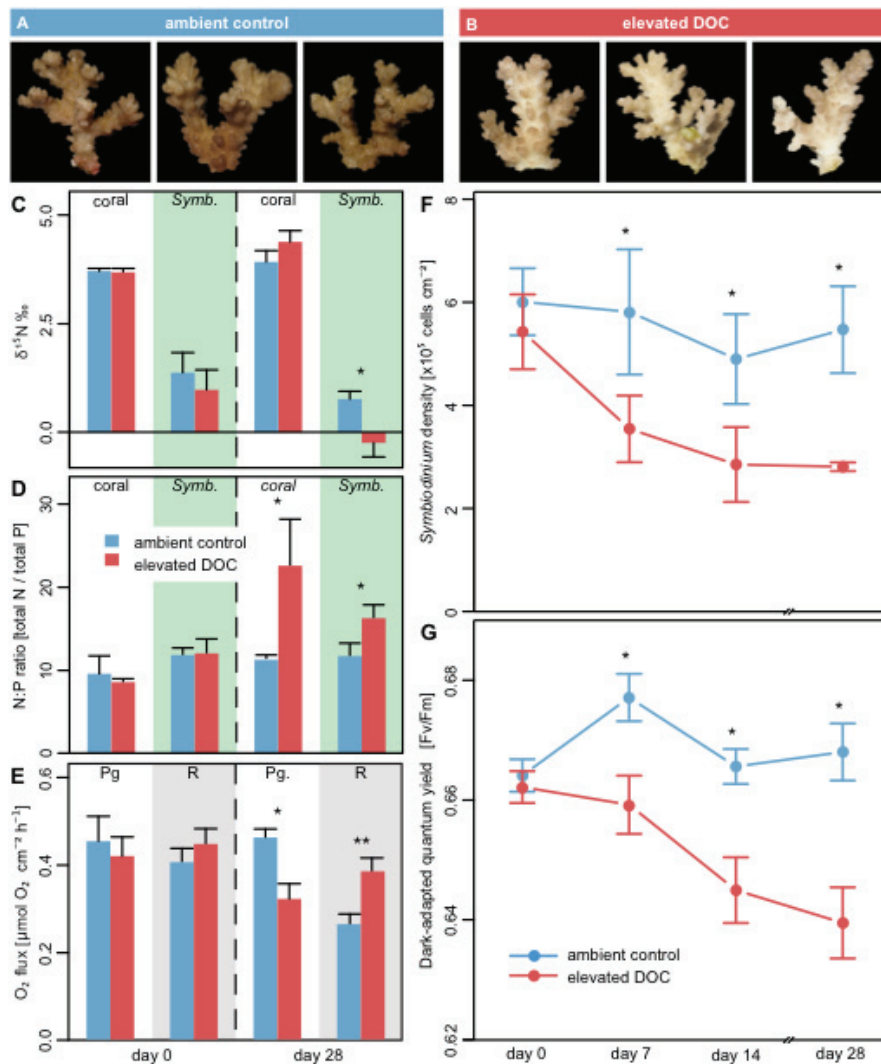 A
ambient control
B
elevated DOC
C
coral
Symb.
coral
Symb.
5.0
2.5
0.0
δ¹⁵N ‰
*
D
coral
Symb.
coral
Symb.
30
20
10
0
N:P ratio [total N / total P]
ambient control
elevated DOC
*
*
E
Pg
R
Pg.
R
0.6
0.4
0.2
0.0
O₂ flux [µmol O₂ cm⁻² h⁻¹]
*
**
day 0
day 28
F
8
6
4
2
0
Symbiodinium density [x10⁵ cells cm⁻²]
*
*
*
G
0.68
0.66
0.64
0.62
Dark-adapted quantum yield [Fv/Fm]
*
*
*
ambient control
elevated DOC
day 0
day 7
day 14
day 28